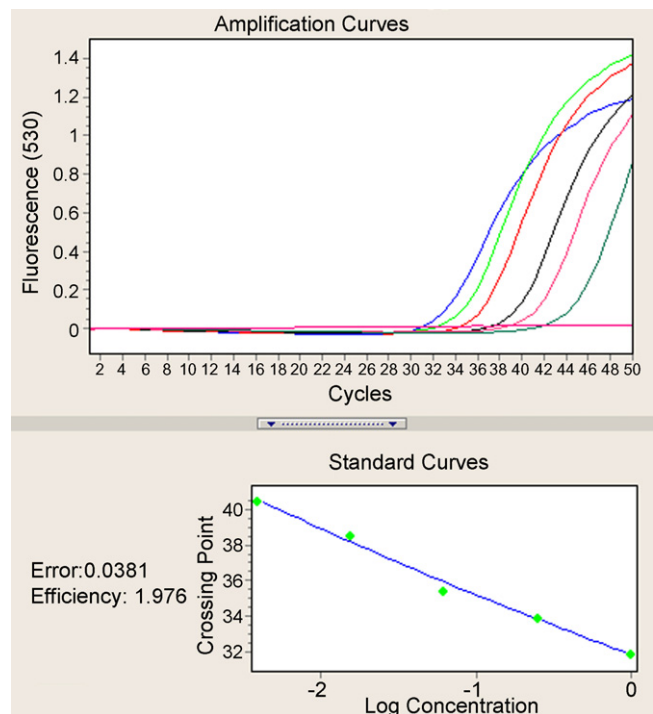 Amplification Curves
1.4
1.2
1
0.8
0.6
0.4
0.2
0
Fluorescence (530)
2 4 6 8 10 12 14 16 18 20 22 24 26 28 30 32 34 36 38 40 42 44 46 48 50
Cycles
Standard Curves
Error:0.0381
Efficiency: 1.976
Crossing Point
40
38
36
34
32
-2 -1 0
Log Concentration